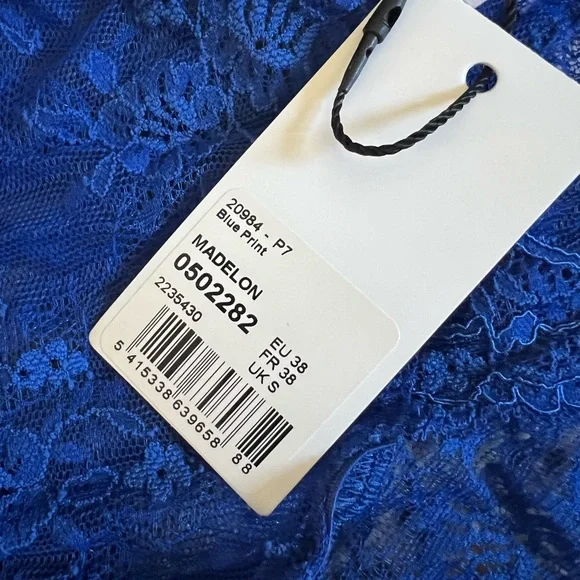 20984 - P7
Blue Print
MADELON
0502282
2235430
EU 38
FR 38
UK S
5 415338 639658 88